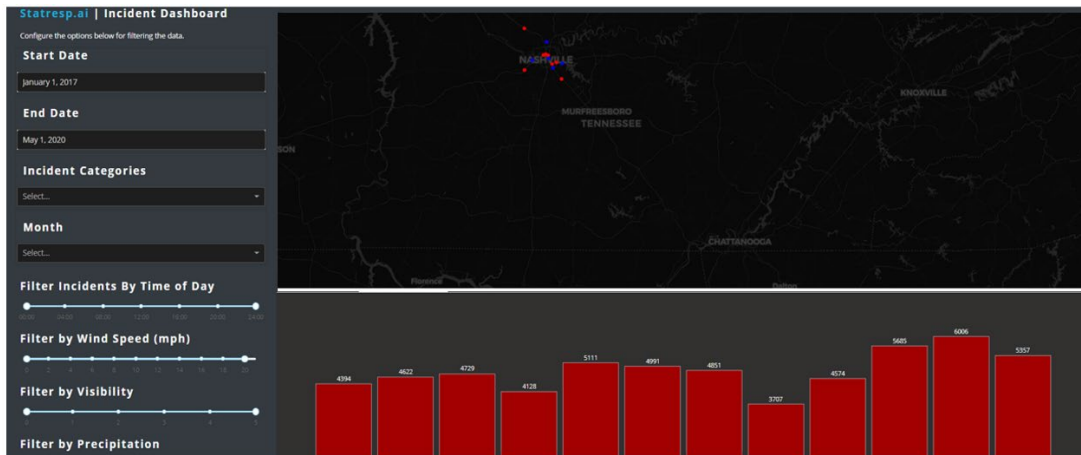 Statresp.ai | Incident Dashboard
Configure the options below for filtering the data.
Start Date
January 1, 2017
End Date
May 1, 2020
Incident Categories
Select...
Month
Select...
Filter Incidents By Time of Day
00:00 04:00 08:00 12:00 16:00 20:00 24:00
Filter by Wind Speed (mph)
0 2 4 6 8 10 12 14 16 18 20
Filter by Visibility
0 1 2 3 4 5
Filter by Precipitation
NASHVILLE
KNOXVILLE
MURFREESBORO
TENNESSEE
SON
CHATTANOOGA
Florence
Dalton
4394 4622 4729 4128 5111 4991 4851 3707 4574 5685 6006 5357